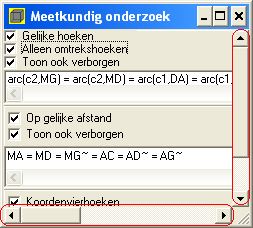 Meetkundig onderzoek
Gelijke hoeken
Alleen omtrekshoeken
Toon ook verborgen
arc(c2,MG) = arc(c2,MD) = arc(c1,DA) = arc(c1,
Op gelijke afstand
Toon ook verborgen
MA = MD = MG~ = AC = AD~ = AG~
Koordenvierhoeken